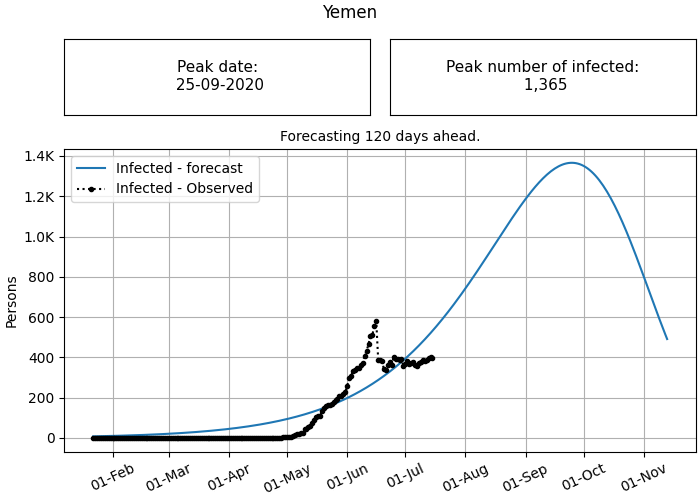 Yemen
Peak date:
25-09-2020
Peak number of infected:
1,365
Forecasting 120 days ahead.
Infected - forecast
Infected - Observed
1.4K
1.2K
1.0K
800
600
400
200
0
Persons
01-Feb
01-Mar
01-Apr
01-May
01-Jun
01-Jul
01-Aug
01-Sep
01-Oct
01-Nov